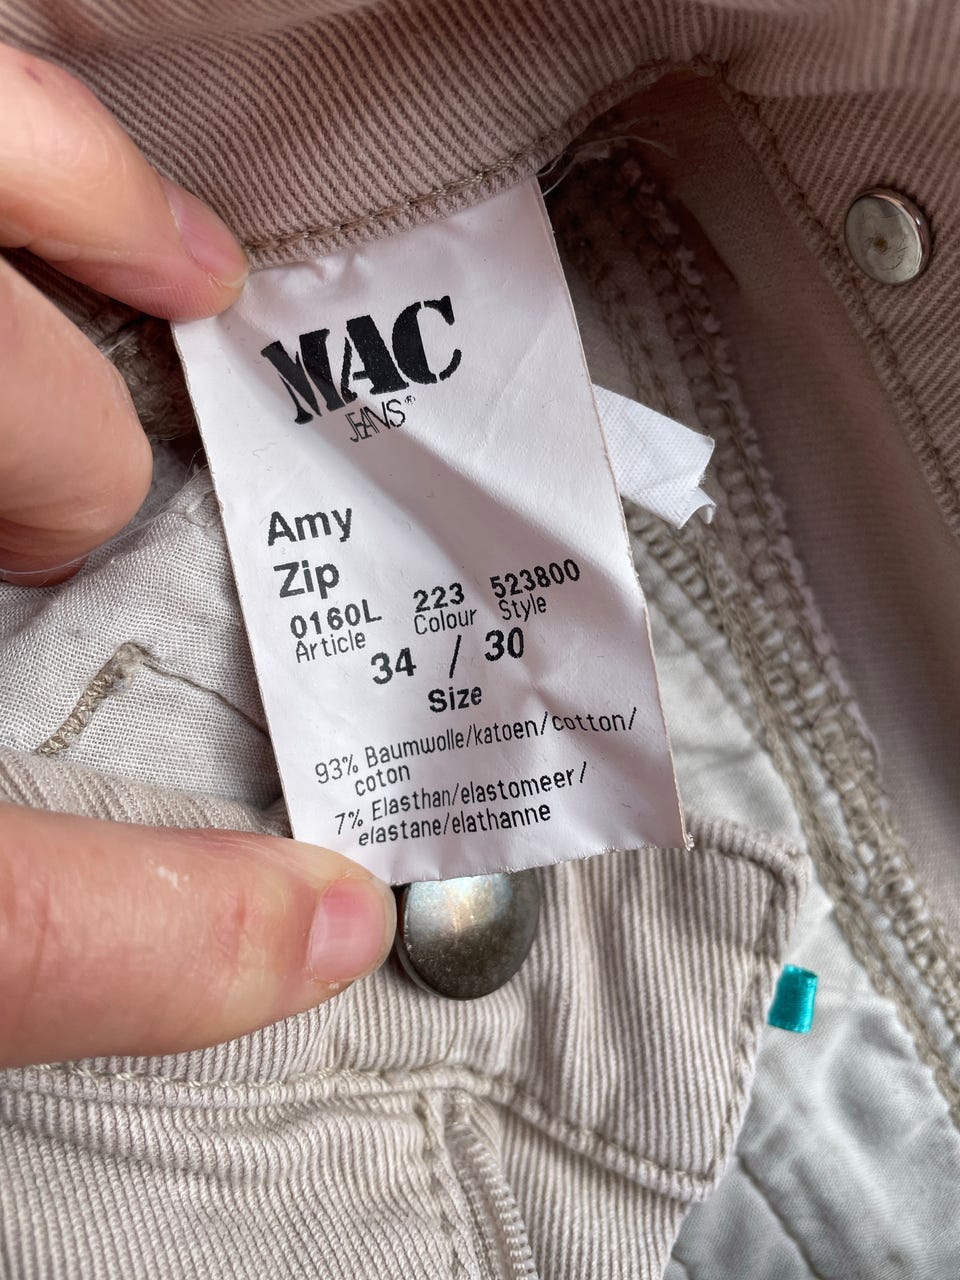 MAC
JEANS®
Amy
Zip
0160L 223 523800
Article Colour Style
34 / 30
Size
93% Baumwolle/katoen/cotton/
coton
7% Elasthan/elastomeer/
elastane/elathanne